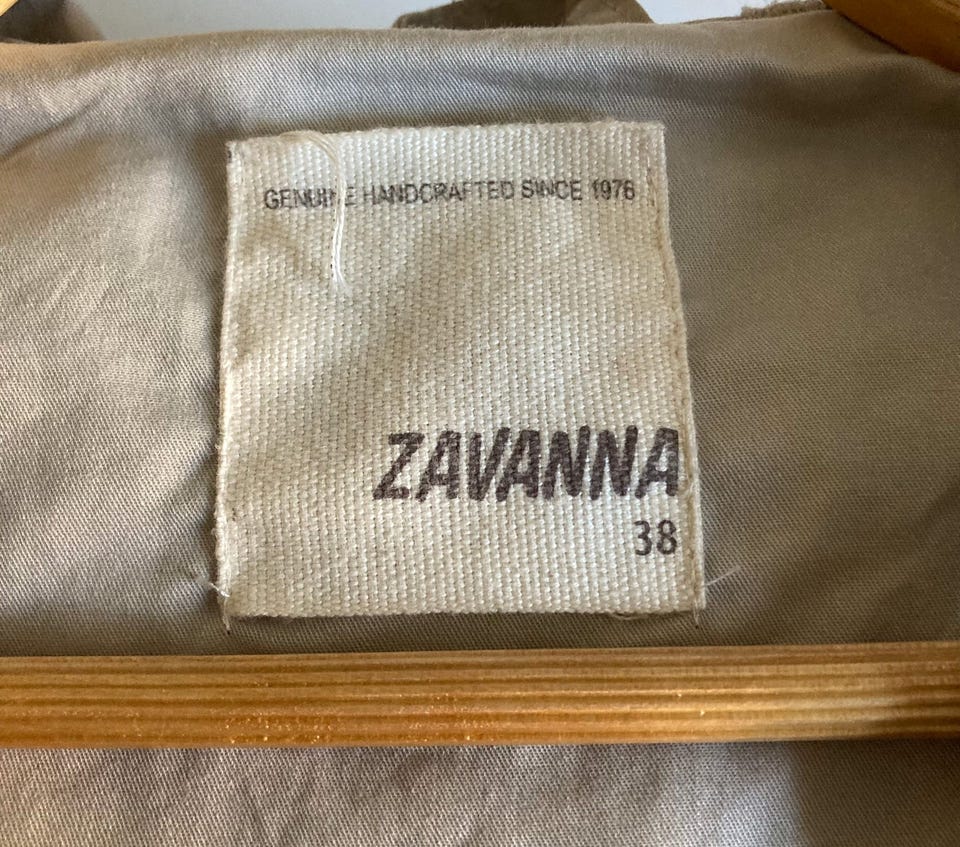 GENUINE HANDCRAFTED SINCE 1976
ZAVANNA
38